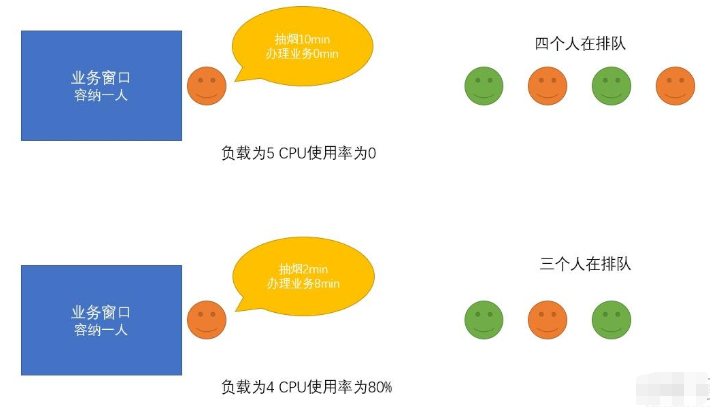 抽烟10min
办理业务0min
四个人在排队
业务窗口
容纳一人
负载为5 CPU使用率为0
抽烟2min
办理业务8min
三个人在排队
业务窗口
容纳一人
负载为4 CPU使用率为80%